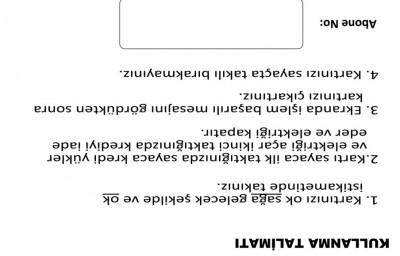 KULLANMA TALİMATI
1. Kartınızı ok sağa gelecek şekilde ve ok
istikametinde takınız.
2.Kartı sayaca ilk taktığınızda sayaca kredi yükler
ve elektriği açar ikinci taktığınızda krediyi iade
eder ve elektriği kapatır.
3. Ekranda işlem başarılı mesajını gördükten sonra
kartınızı çıkartınız.
4. Kartınızı sayaçta takılı bırakmayınız.
Abone No: